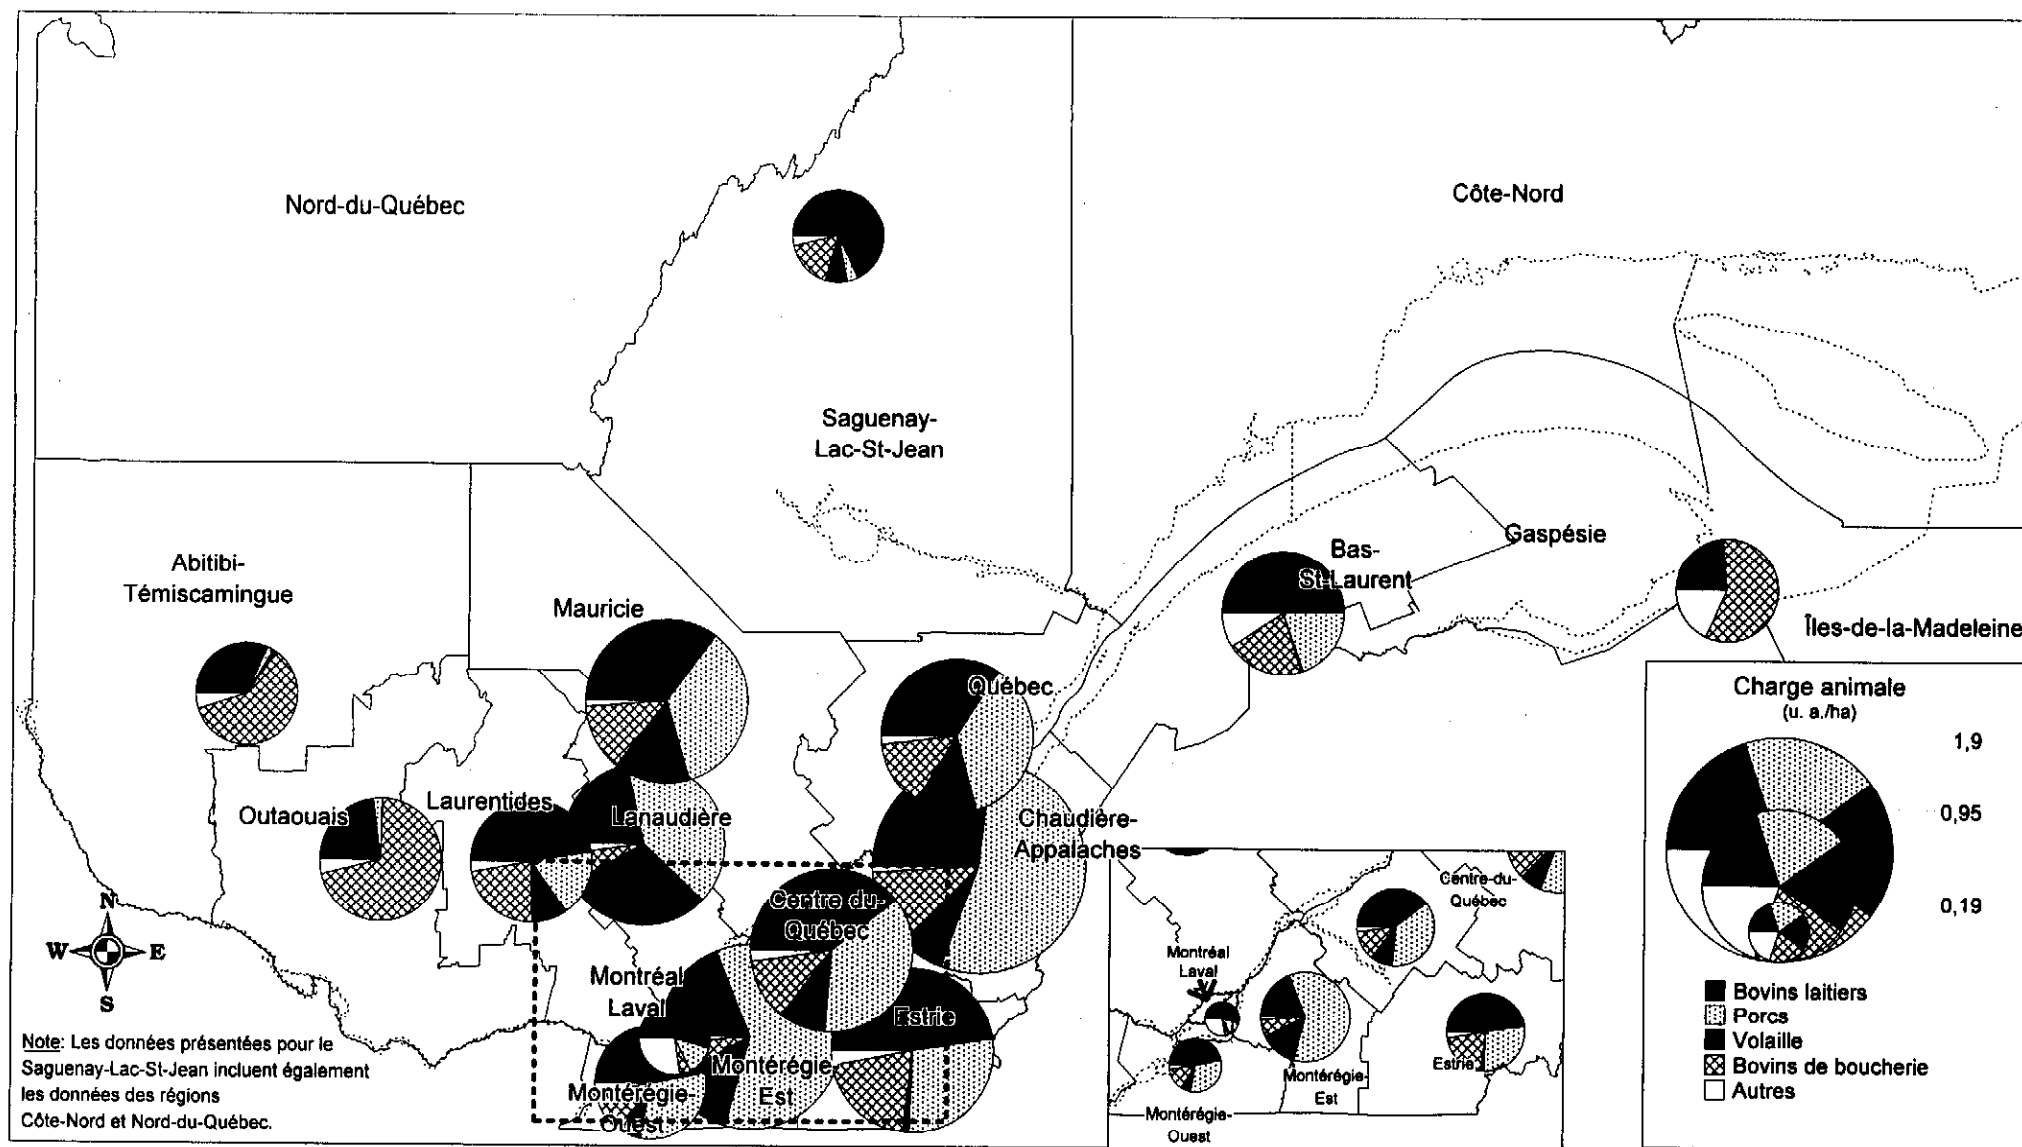 Nord-du-Québec
Côte-Nord
Saguenay-
Lac-St-Jean
Abitibi-
Témiscamingue
Mauricie
Bas-
St-Laurent
Gaspésie
Îles-de-la-Madeleine
Québec
Outaouais
Laurentides
Lanaudière
Chaudière-
Appalaches
Centre du-
Québec
Montréal
Laval
Estrie
Montérégie-
Est
Montérégie-
Ouest
N
W
E
S
Note: Les données présentées pour le
Saguenay-Lac-St-Jean incluent également
les données des régions
Côte-Nord et Nord-du-Québec.
Centre-du-
Québec
Montréal
Laval
Estrie
Montérégie-
Est
Montérégie-
Ouest
Charge animale
(u. a./ha)
1,9
0,95
0,19
Bovins laitiers
Porcs
Volaille
Bovins de boucherie
Autres